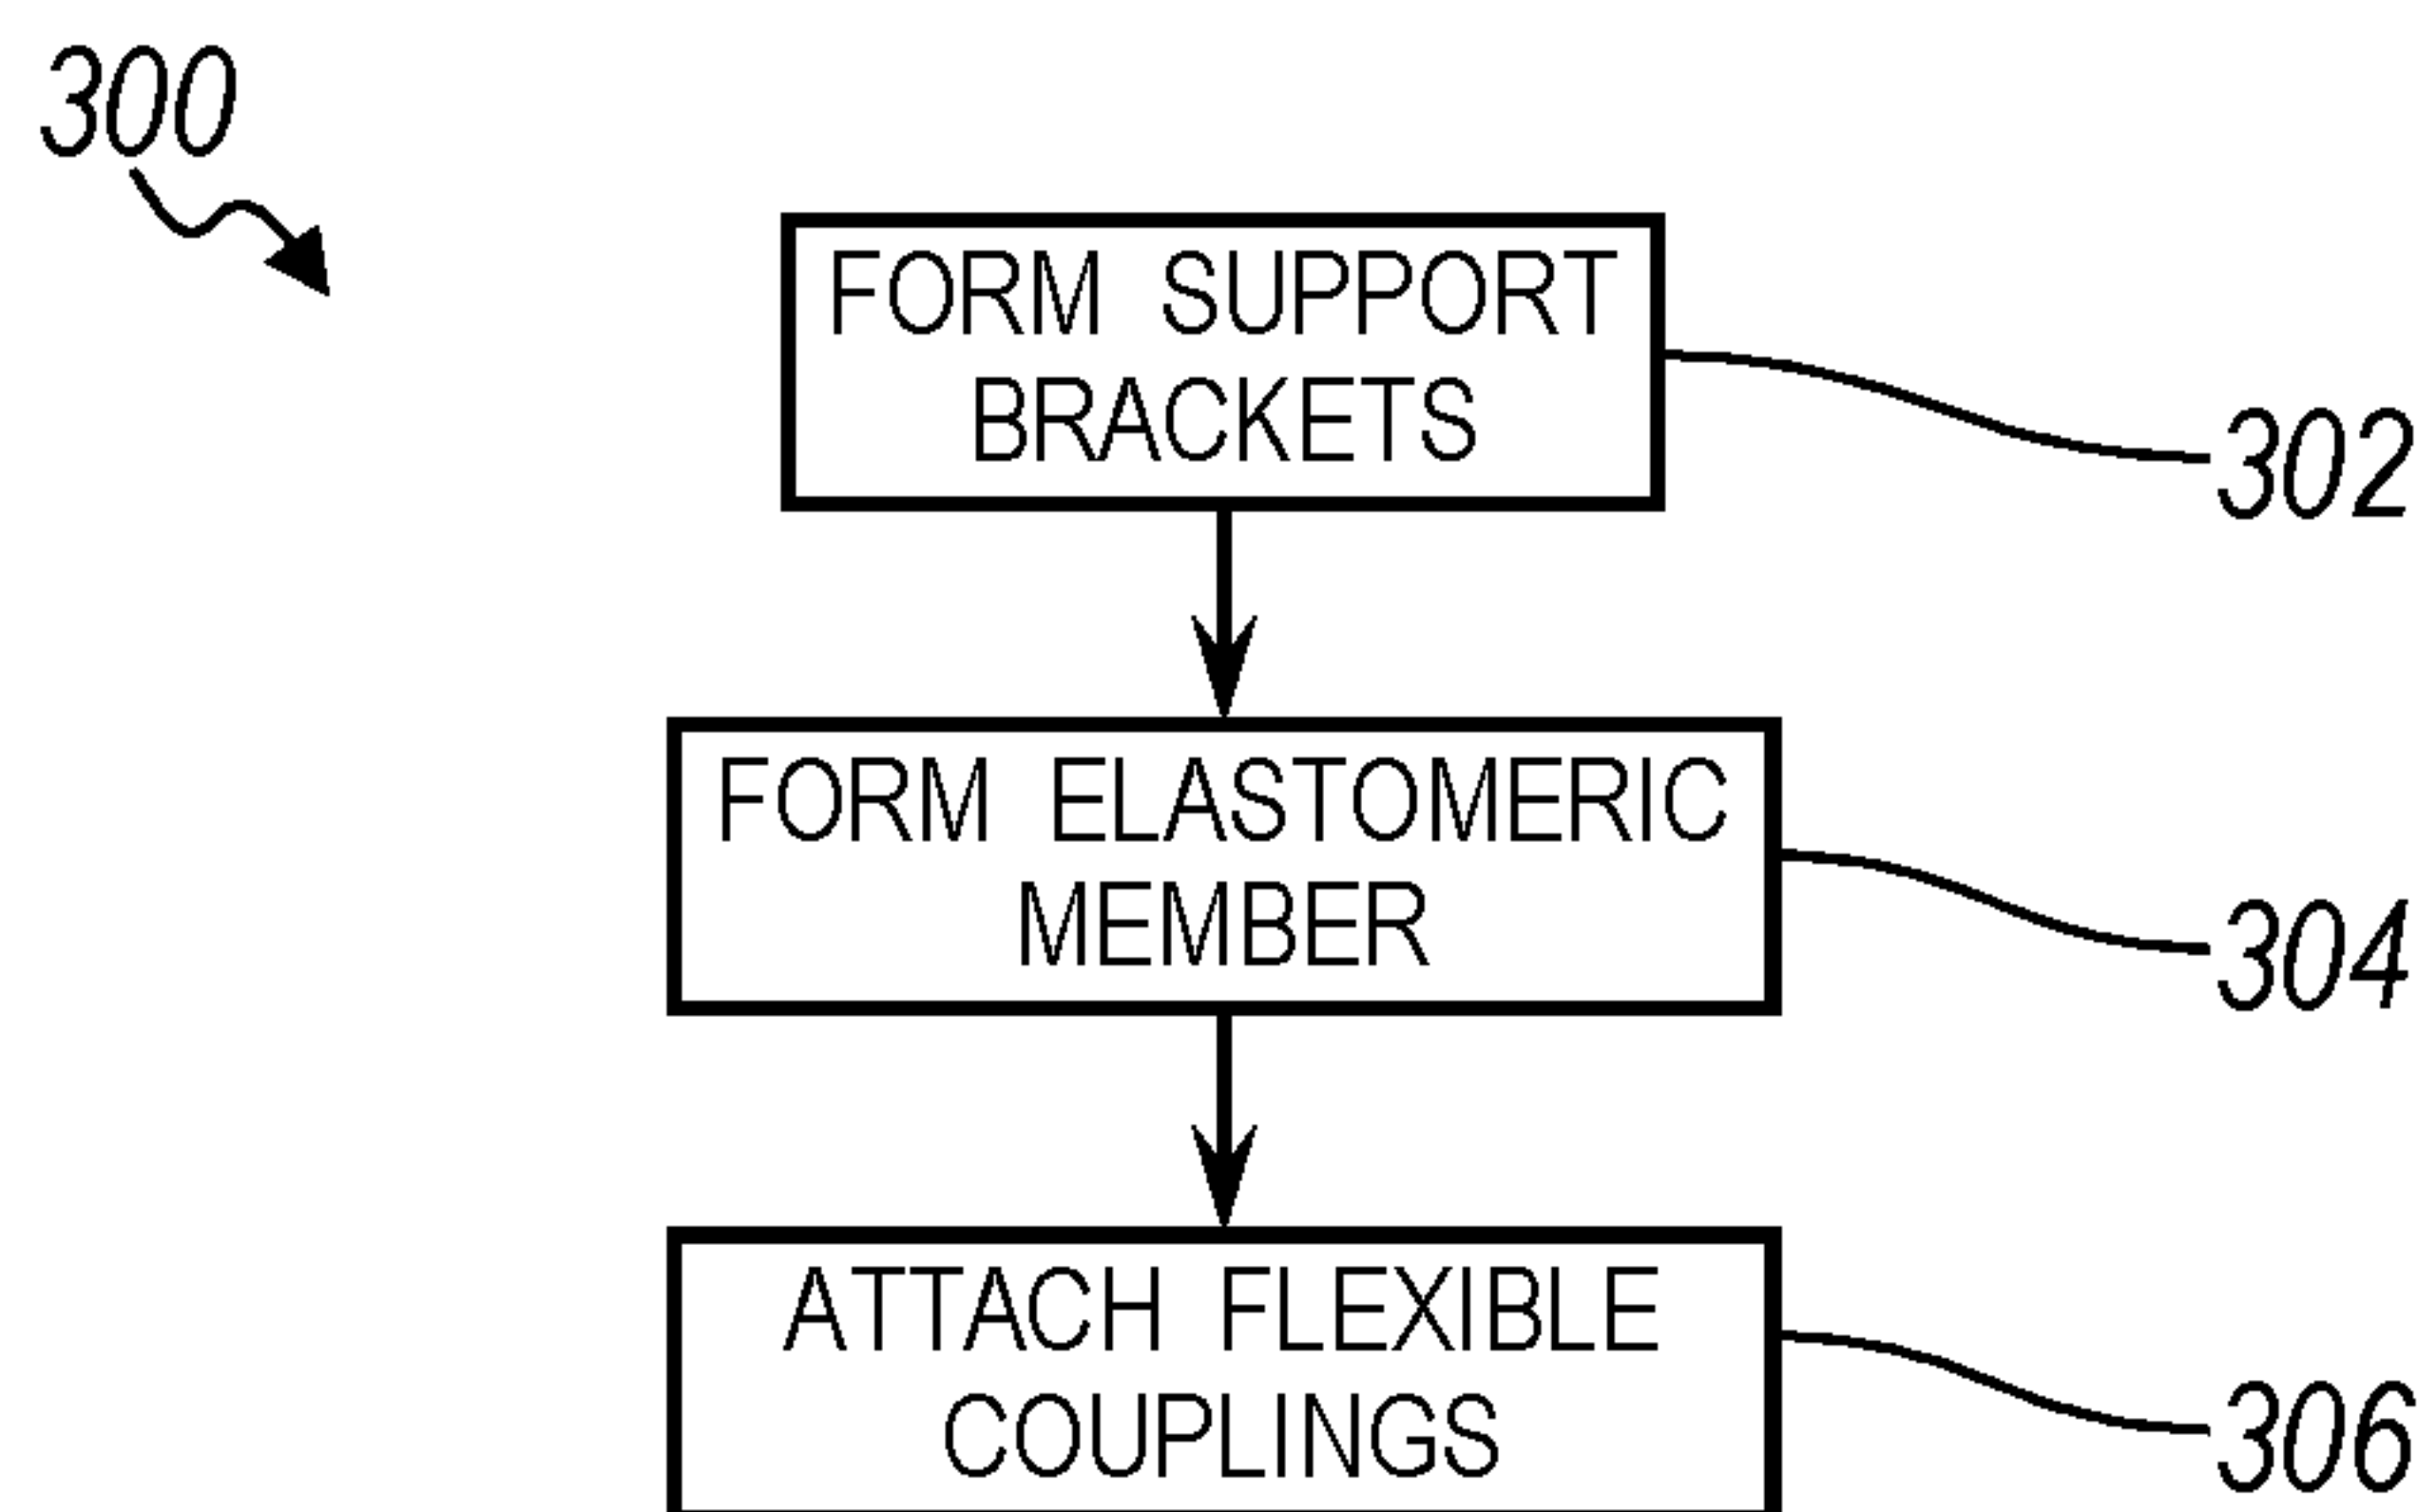 300
FORM SUPPORT
BRACKETS
302
FORM ELASTOMERIC
MEMBER
304
ATTACH FLEXIBLE
COUPLINGS
306